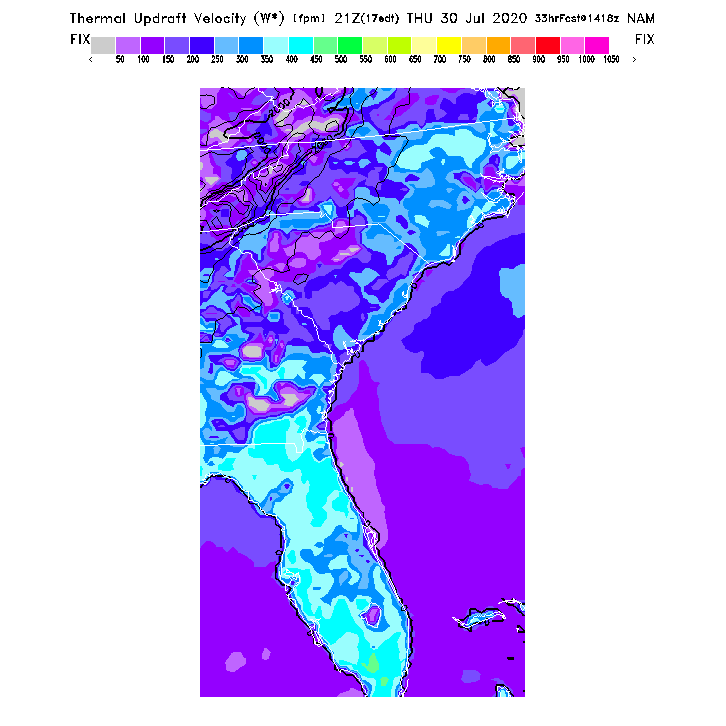 Thermal Updraft Velocity (W*) [fpm] 21Z(17edt) THU 30 Jul 2020 33hrFcst@1418z NAM
FIX FIX
< 50 100 150 200 250 300 350 400 450 500 550 600 650 700 750 800 850 900 950 1000 1050 >
2000